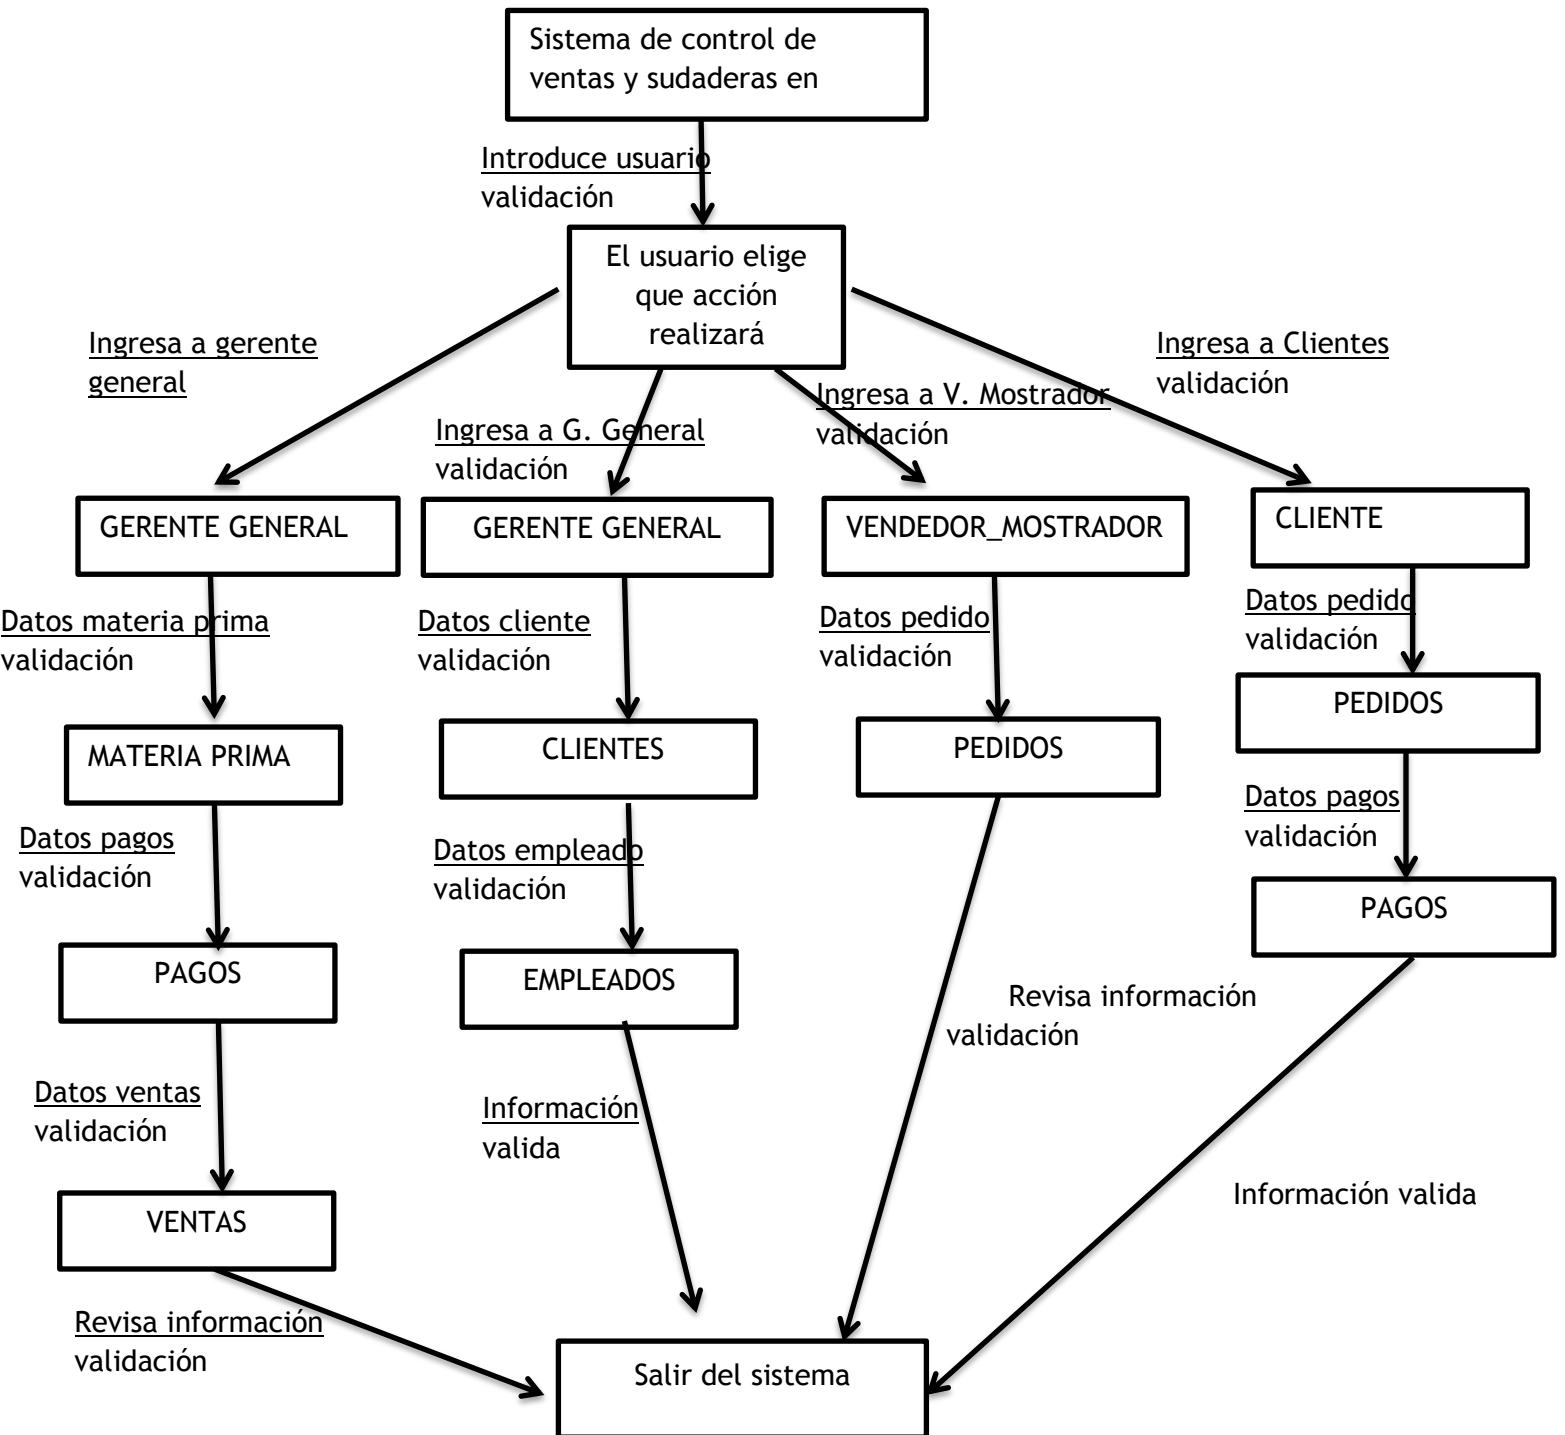 Sistema de control de
ventas y sudaderas en
Introduce usuario
validación
El usuario elige
que acción
realizará
Ingresa a gerente
general
Ingresa a G. General
validación
Ingresa a V. Mostrador
validación
Ingresa a Clientes
validación
GERENTE GENERAL
GERENTE GENERAL
VENDEDOR_MOSTRADOR
CLIENTE
Datos materia prima
validación
Datos cliente
validación
Datos pedido
validación
Datos pedido
validación
MATERIA PRIMA
CLIENTES
PEDIDOS
PEDIDOS
Datos pagos
validación
Datos empleado
validación
Datos pagos
validación
PAGOS
EMPLEADOS
PAGOS
Revisa información
validación
Datos ventas
validación
Información
valida
Información valida
VENTAS
Revisa información
validación
Salir del sistema